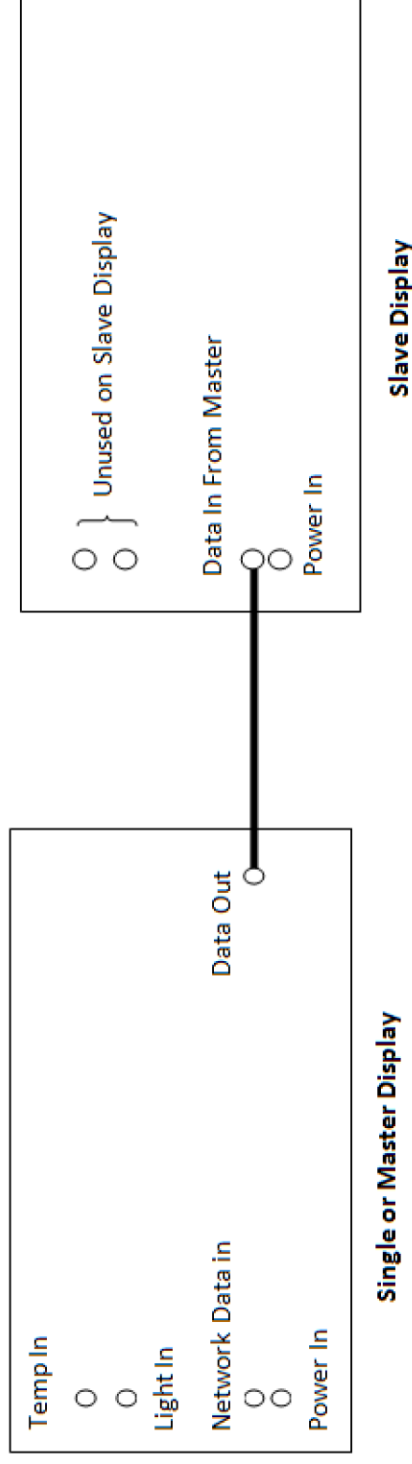 Temp In
Light In
Network Data in
Power In
Data Out
Single or Master Display
Unused on Slave Display
Data In From Master
Power In
Slave Display